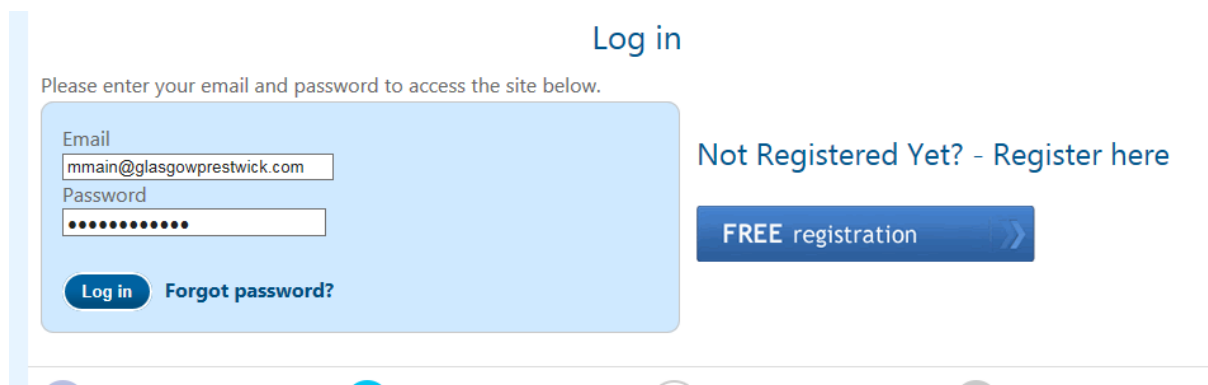 Log in
Please enter your email and password to access the site below.
Email
mmain@glasgowprestwick.com
Password
••••••••••••
Log in Forgot password?
Not Registered Yet? - Register here
FREE registration